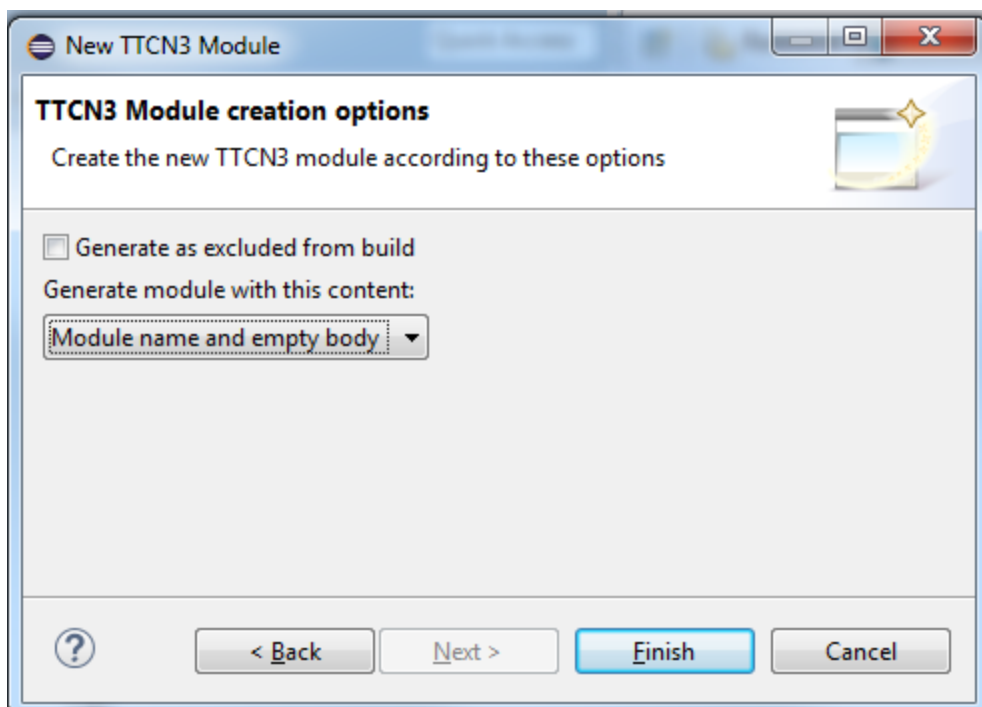 New TTCN3 Module
TTCN3 Module creation options
Create the new TTCN3 module according to these options
Generate as excluded from build
Generate module with this content:
Module name and empty body
?
< Back
Next >
Finish
Cancel